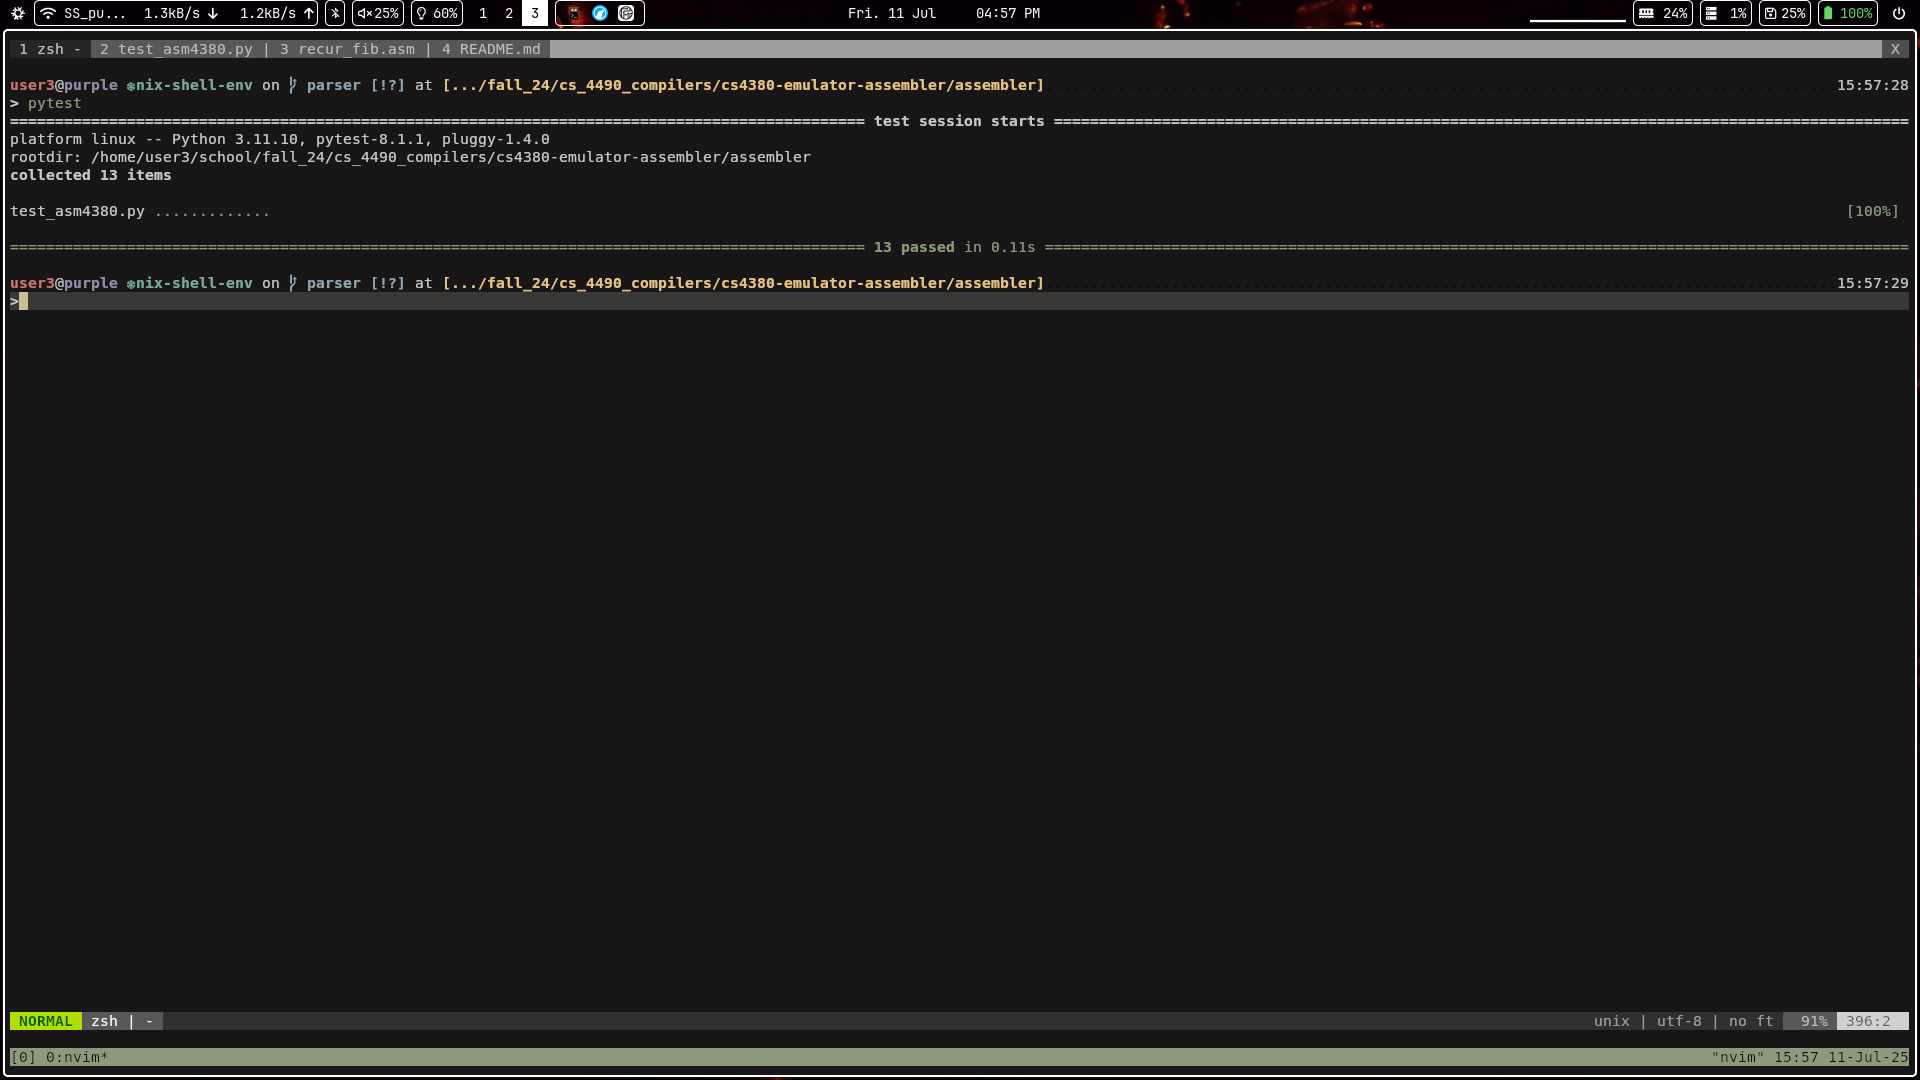 SS_pu... 1.3kB/s ↓ 1.2kB/s ↑ 25% 60% 1 2 3 Fri. 11 Jul 04:57 PM 24% 1% 25% 100%
1 zsh - 2 test_asm4380.py | 3 recur_fib.asm | 4 README.md X
user3@purple ❄nix-shell-env on parser [!?] at [.../fall_24/cs_4490_compilers/cs4380-emulator-assembler/assembler] 15:57:28
> pytest
=============================================================================================== test session starts ===============================================================================================
platform linux -- Python 3.11.10, pytest-8.1.1, pluggy-1.4.0
rootdir: /home/user3/school/fall_24/cs_4490_compilers/cs4380-emulator-assembler/assembler
collected 13 items
test_asm4380.py ............. [100%]
=============================================================================================== 13 passed in 0.11s ================================================================================================
user3@purple ❄nix-shell-env on parser [!?] at [.../fall_24/cs_4490_compilers/cs4380-emulator-assembler/assembler] 15:57:29
>
NORMAL zsh | - unix | utf-8 | no ft 91% 396:2
[0] 0:nvim* "nvim" 15:57 11-Jul-25